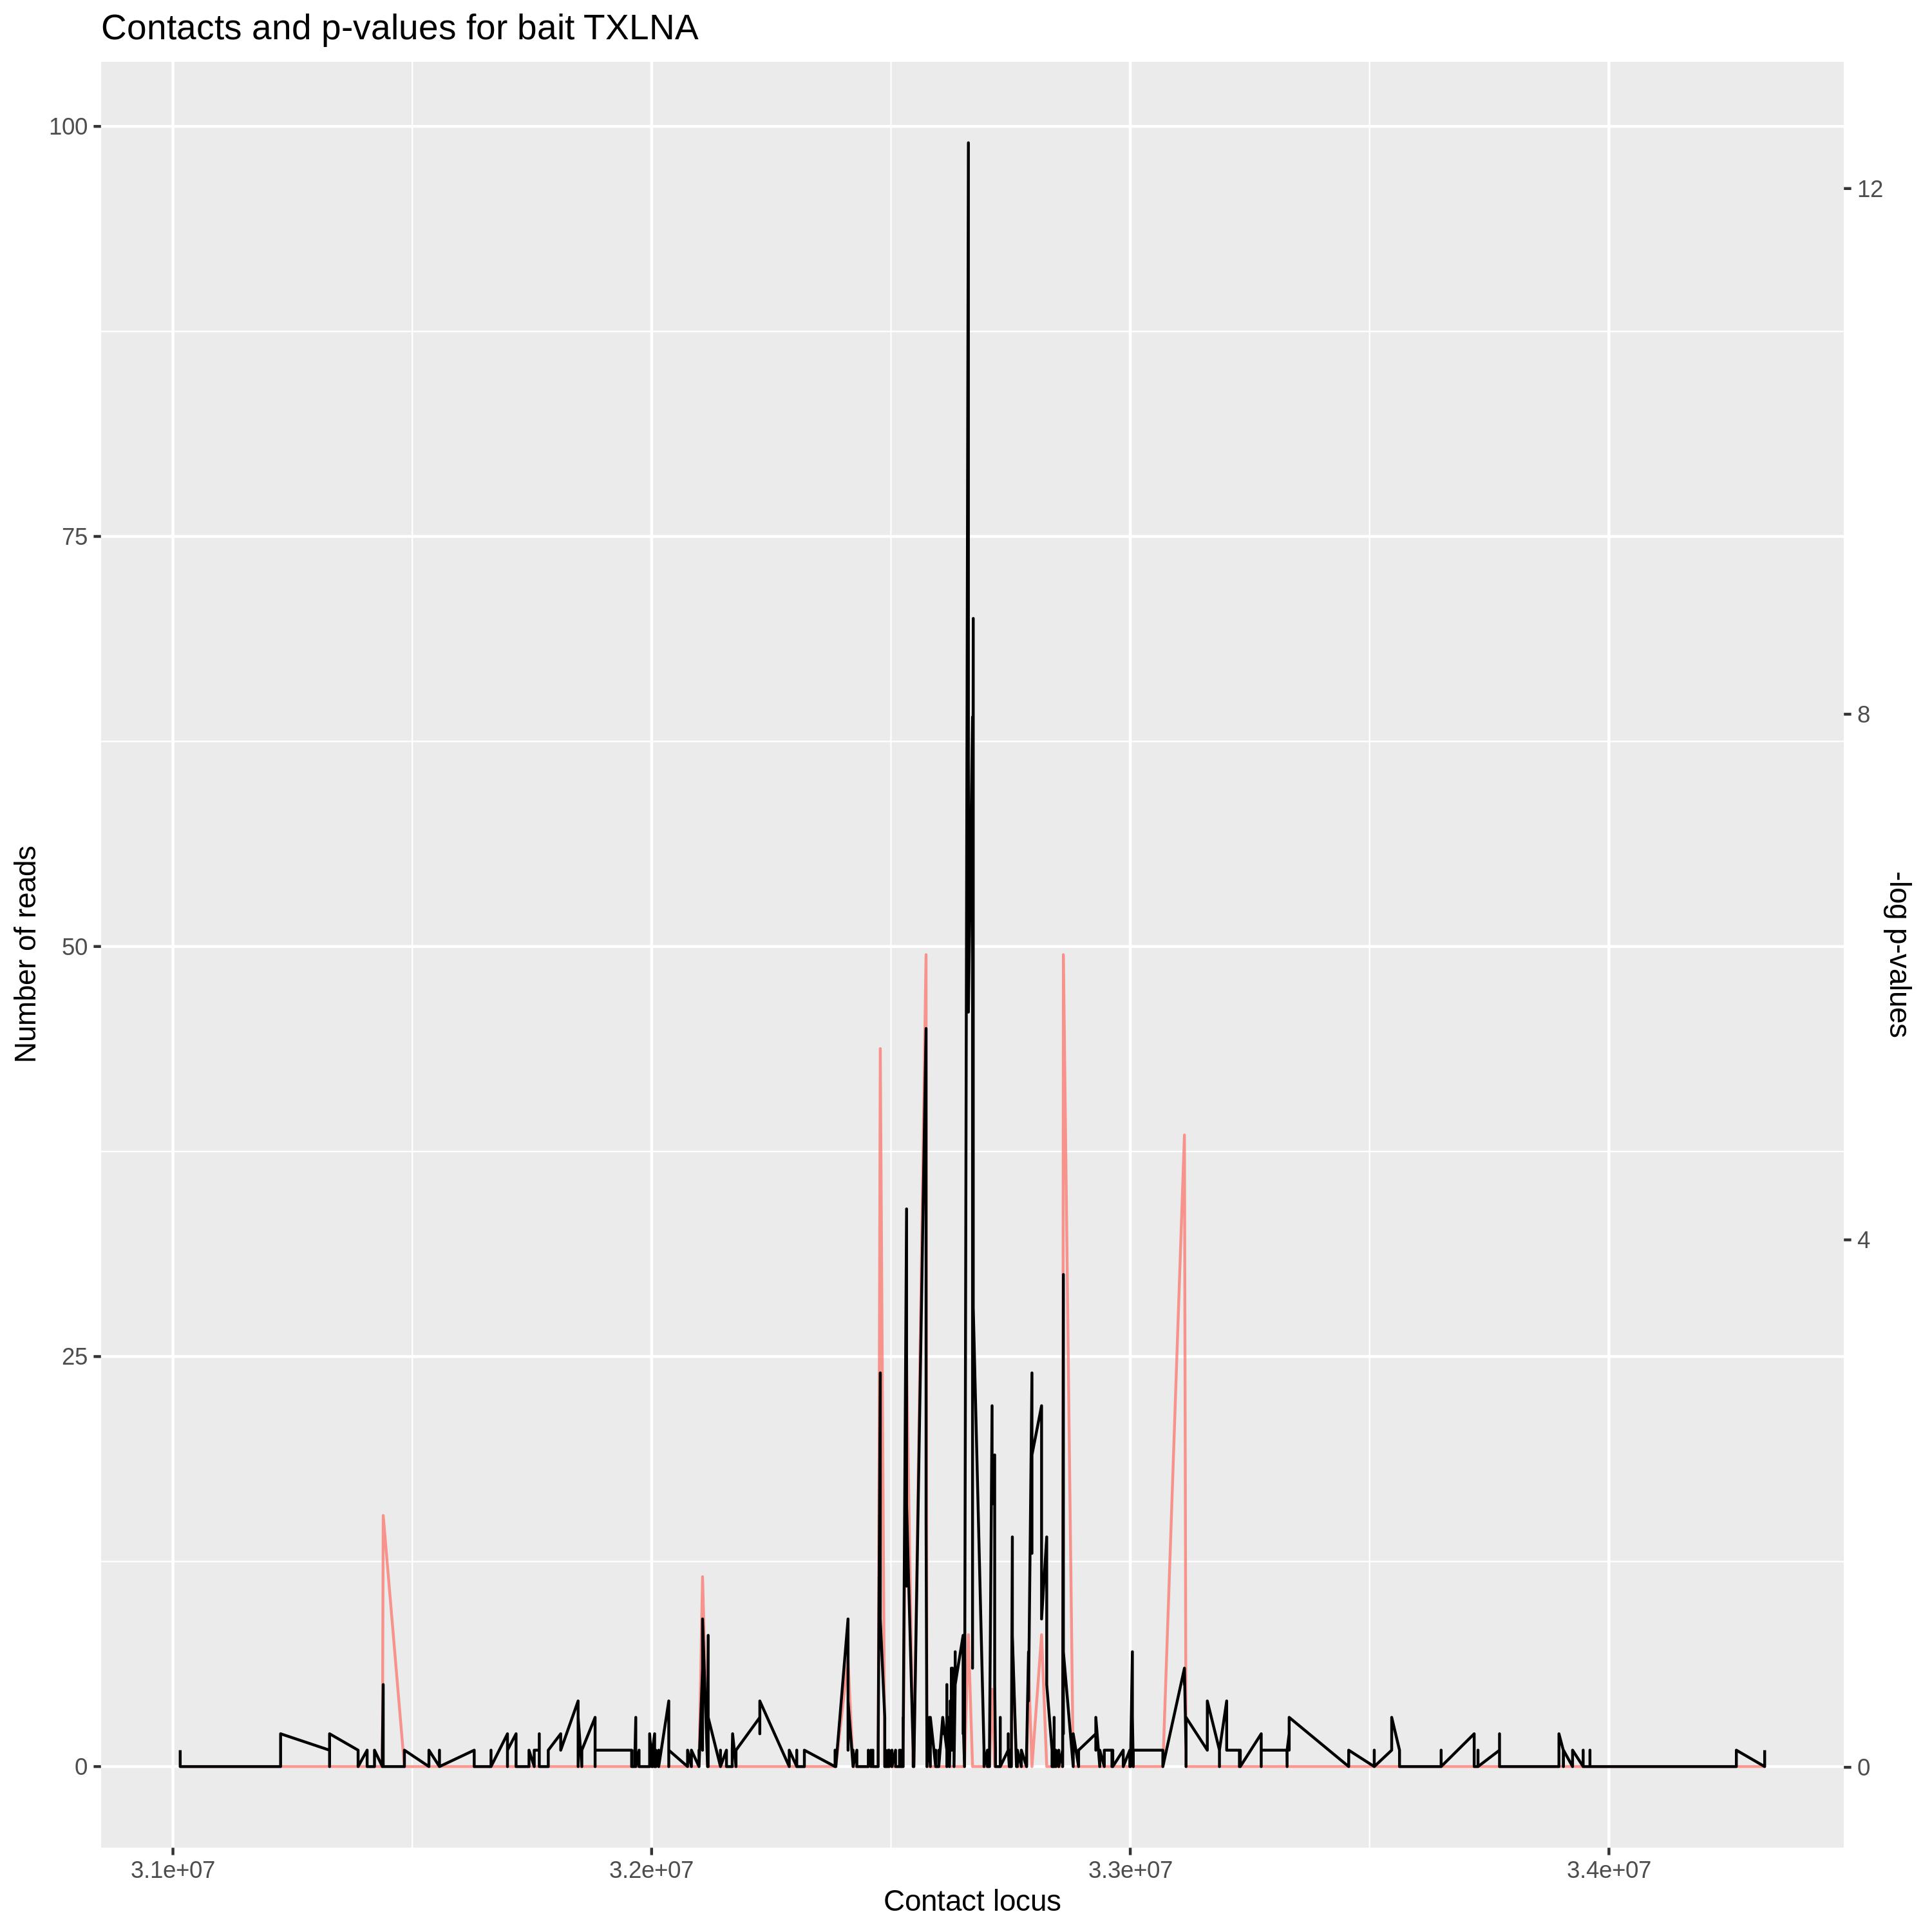 Contacts and p-values for bait TXLNA
100
75
50
25
0
12
8
4
0
Number of reads
-log p-values
3.1e+07
3.2e+07
3.3e+07
3.4e+07
Contact locus